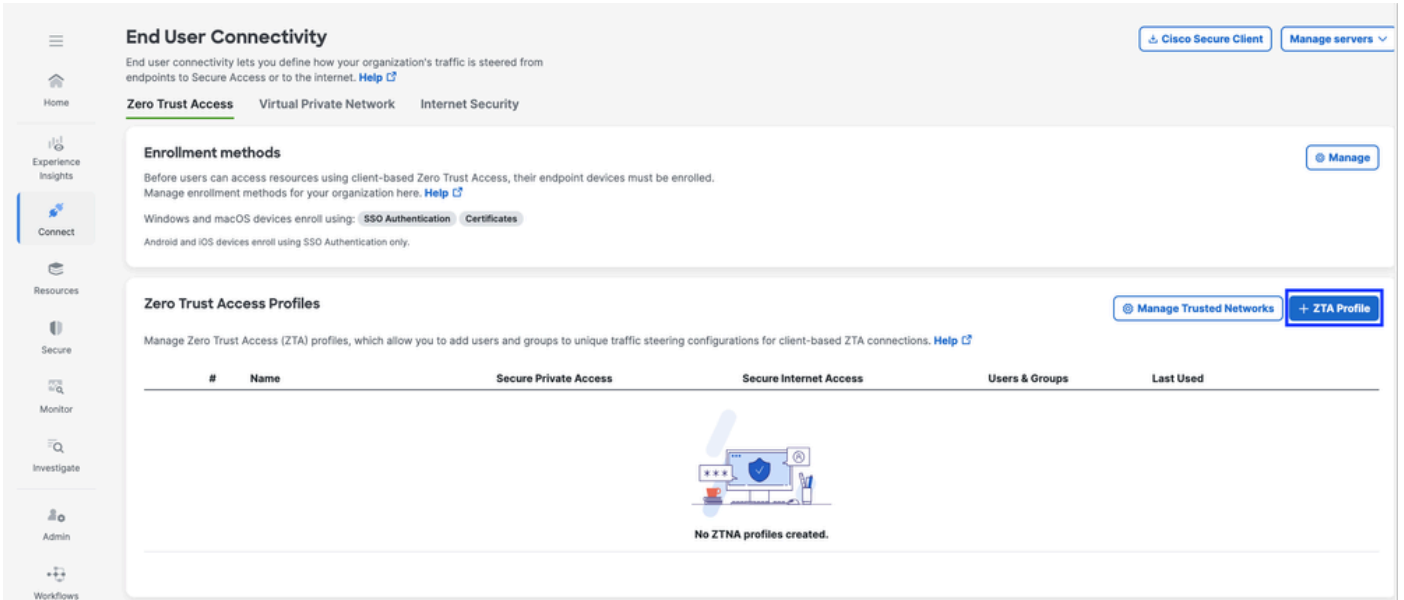 End User Connectivity
Cisco Secure Client
Manage servers
End user connectivity lets you define how your organization's traffic is steered from
endpoints to Secure Access or to the internet. Help
Home
Zero Trust Access
Virtual Private Network
Internet Security
Experience
Insights
Enrollment methods
Manage
Before users can access resources using client-based Zero Trust Access, their endpoint devices must be enrolled.
Manage enrollment methods for your organization here. Help
Windows and macOS devices enroll using: SSO Authentication Certificates
Android and iOS devices enroll using SSO Authentication only.
Connect
Resources
Zero Trust Access Profiles
Manage Trusted Networks
+ ZTA Profile
Manage Zero Trust Access (ZTA) profiles, which allow you to add users and groups to unique traffic steering configurations for client-based ZTA connections. Help
Secure
# Name Secure Private Access Secure Internet Access Users & Groups Last Used
Monitor
Investigate
***
No ZTNA profiles created.
Admin
Workflows